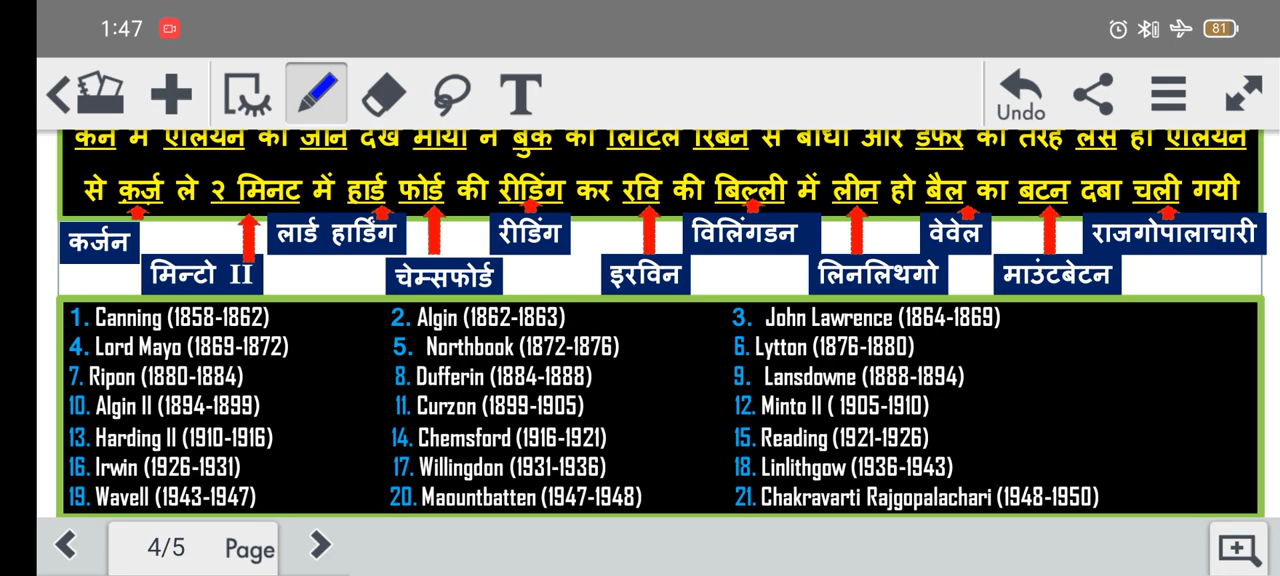 1:47
81
T
Undo
कन में एलियन को जॉन देख मायो ने बुक को लिटिल रिबन से बांधा और डफर की तरह लैस हो एलियन
से क़र्ज ले २ मिनट में हार्ड फोर्ड की रीडिंग कर रवि की बिल्ली में लीन हो बैल का बटन दबा चली गयी
कर्जन लार्ड हार्डिंग रीडिंग विलिंगडन वेवेल राजगोपालाचारी
मिन्टो II चेम्सफोर्ड इरविन लिनलिथगो माउंटबेटन
1. Canning (1858-1862) 2. Algin (1862-1863) 3. John Lawrence (1864-1869)
4. Lord Mayo (1869-1872) 5. Northbook (1872-1876) 6. Lytton (1876-1880)
7. Ripon (1880-1884) 8. Dufferin (1884-1888) 9. Lansdowne (1888-1894)
10. Algin II (1894-1899) 11. Curzon (1899-1905) 12. Minto II ( 1905-1910)
13. Harding II (1910-1916) 14. Chemsford (1916-1921) 15. Reading (1921-1926)
16. Irwin (1926-1931) 17. Willingdon (1931-1936) 18. Linlithgow (1936-1943)
19. Wavell (1943-1947) 20. Maountbatten (1947-1948) 21. Chakravarti Rajgopalachari (1948-1950)
4/5 Page